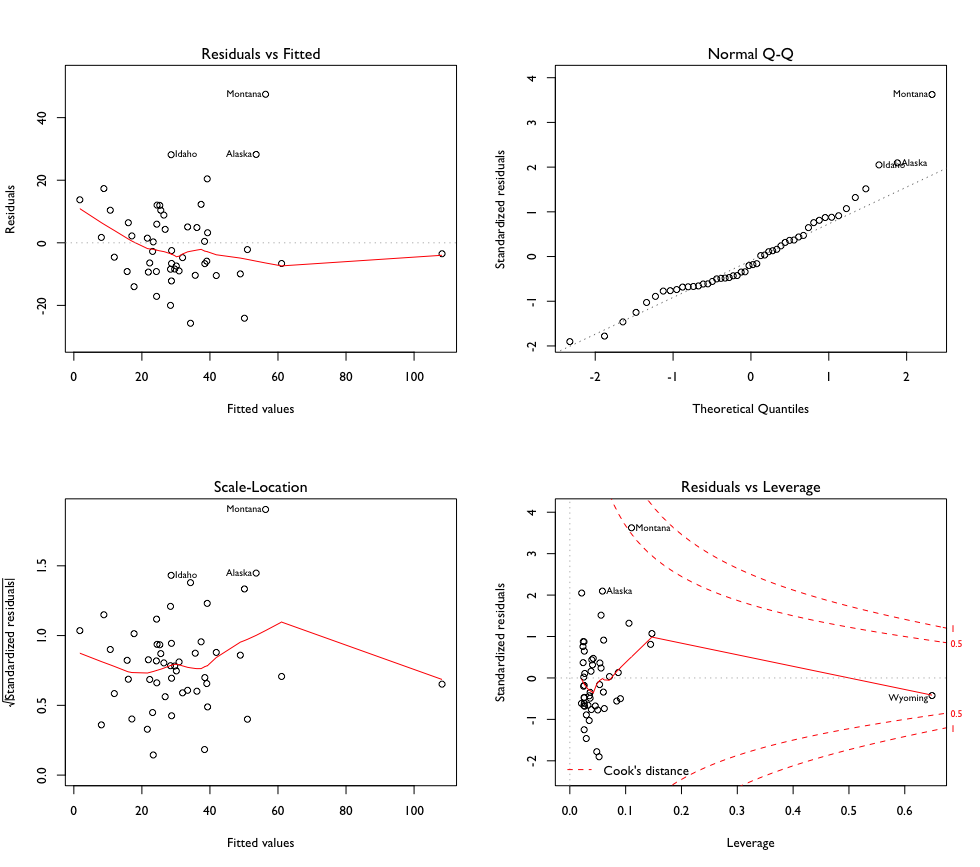 Residuals vs Fitted
Residuals
40
20
0
-20
Montana
Idaho
Alaska
0 20 40 60 80 100
Fitted values
Normal Q-Q
Standardized residuals
4
3
2
1
0
-1
-2
Montana
Idaho
Alaska
-2 -1 0 1 2
Theoretical Quantiles
Scale-Location
√|Standardized residuals|
1.5
1.0
0.5
0.0
Montana
Idaho
Alaska
0 20 40 60 80 100
Fitted values
Residuals vs Leverage
Standardized residuals
4
3
2
1
0
-1
-2
Montana
Alaska
Wyoming
1
0.5
0.5
1
Cook's distance
0.0 0.1 0.2 0.3 0.4 0.5 0.6
Leverage